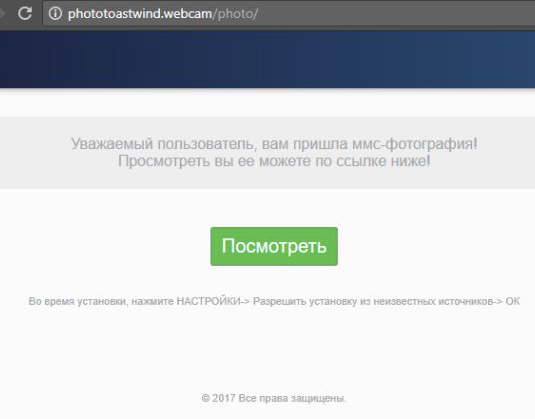 phototoastwind.webcam/photo/
Уважаемый пользователь, вам пришла ммс-фотография!
Просмотреть вы ее можете по ссылке ниже!
Посмотреть
Во время установки, нажмите НАСТРОЙКИ-> Разрешить установку из неизвестных источников-> ОК
© 2017 Все права защищены.